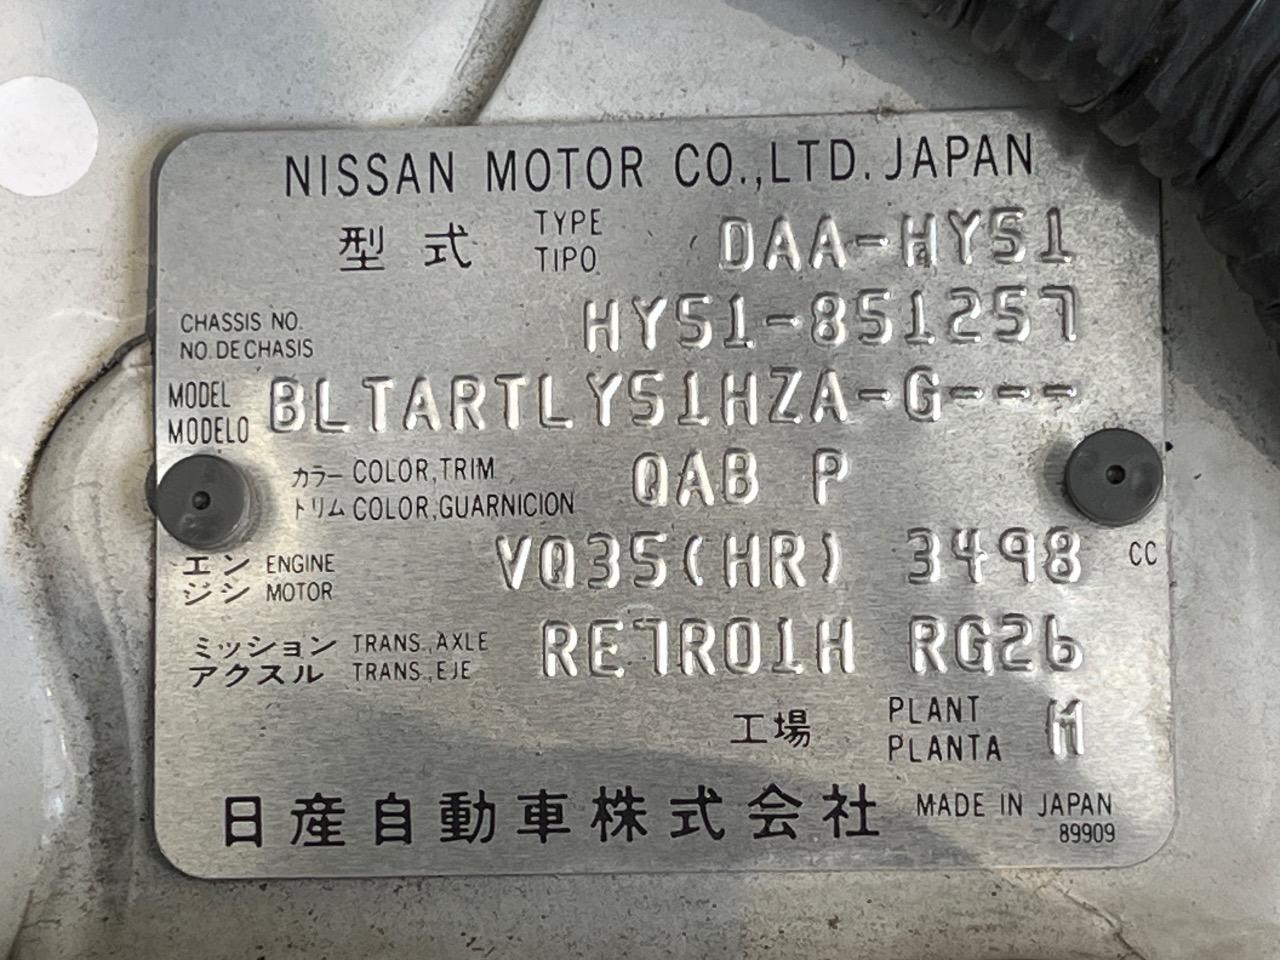 NISSAN MOTOR CO.,LTD. JAPAN
型式 TYPE TIPO DAA-HY51
CHASSIS NO. NO. DE CHASIS HY51-851257
MODEL MODELO BLTARTLY51HZA-G---
カラー COLOR,TRIM QAB P
トリム COLOR,GUARNICION
エンジン ENGINE MOTOR VQ35(HR) 3498 CC
ミッション TRANS.,AXLE RE7R01H RG26
アクスル TRANS.,EJE
工場 PLANT PLANTA M
日産自動車株式会社 MADE IN JAPAN
89909